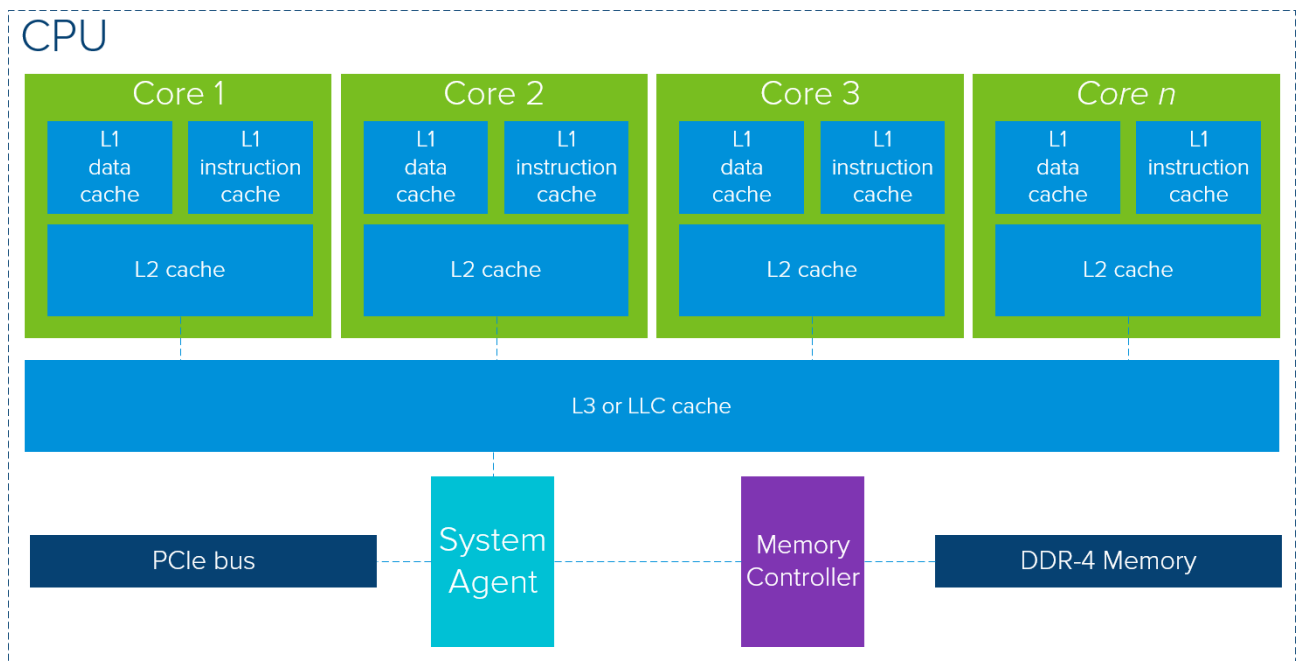 CPU
Core 1
L1
data
cache
L1
instruction
cache
L2 cache
Core 2
L1
data
cache
L1
instruction
cache
L2 cache
Core 3
L1
data
cache
L1
instruction
cache
L2 cache
Core n
L1
data
cache
L1
instruction
cache
L2 cache
L3 or LLC cache
PCIe bus
System
Agent
Memory
Controller
DDR-4 Memory